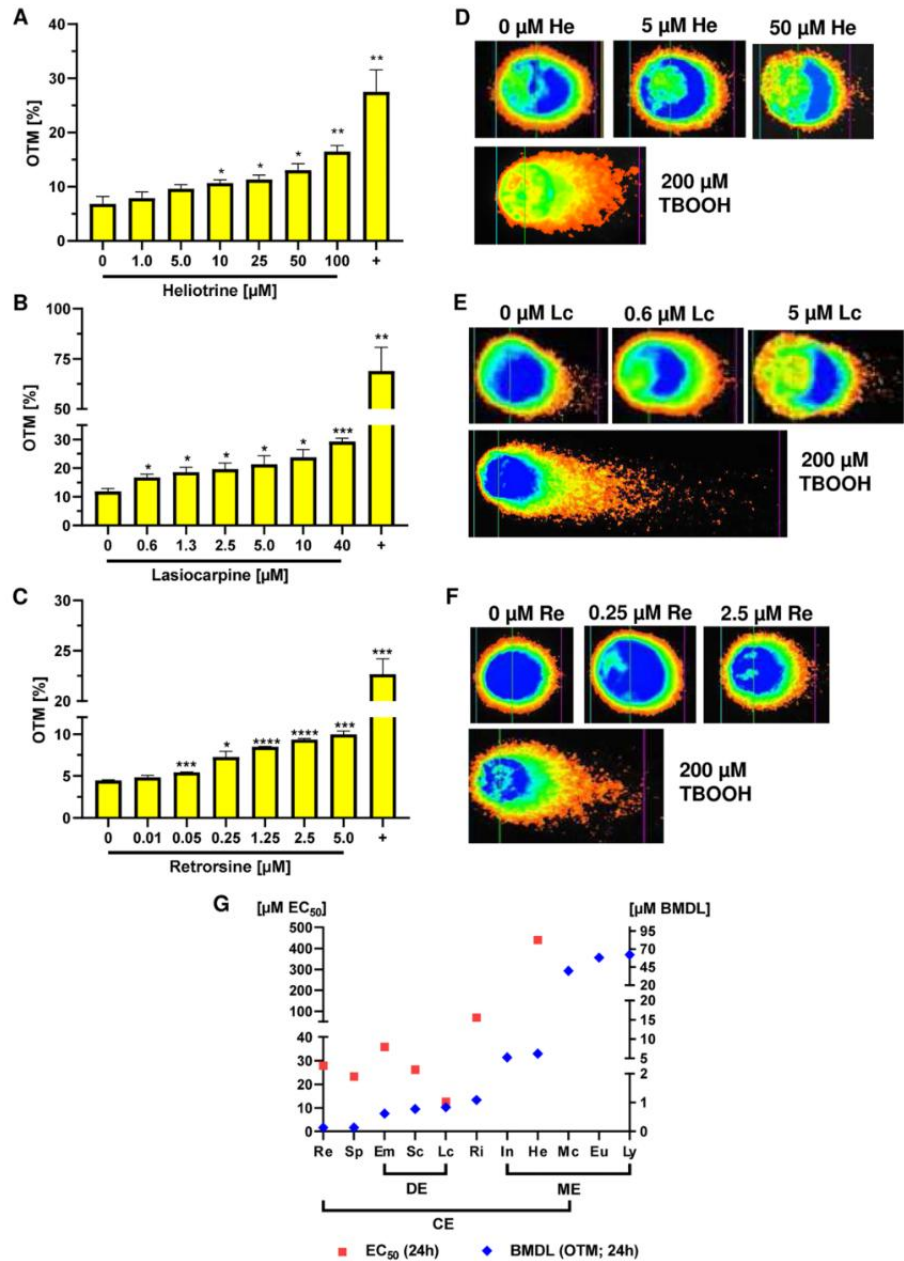 A
OTM [%]
40
30
20
10
0
* * * ** **
0 1.0 5.0 10 25 50 100 +
Heliotrine [µM]
D
0 µM He 5 µM He 50 µM He
200 µM
TBOOH
B
OTM [%]
100
75
50
30
20
10
0
* * * * * *** **
0 0.6 1.3 2.5 5.0 10 40 +
Lasiocarpine [µM]
E
0 µM Lc 0.6 µM Lc 5 µM Lc
200 µM
TBOOH
C
OTM [%]
30
25
20
15
10
5
0
*** * **** **** *** ***
0 0.01 0.05 0.25 1.25 2.5 5.0 +
Retrorsine [µM]
F
0 µM Re 0.25 µM Re 2.5 µM Re
200 µM
TBOOH
G
[µM EC50] [µM BMDL]
500 95
400 70
300 45
200 20
100 20
15
10
5
40 2
30
20 1
10
0 0
Re Sp Em Sc Lc Ri In He Mc Eu Ly
DE ME
CE
EC50 (24h) BMDL (OTM; 24h)